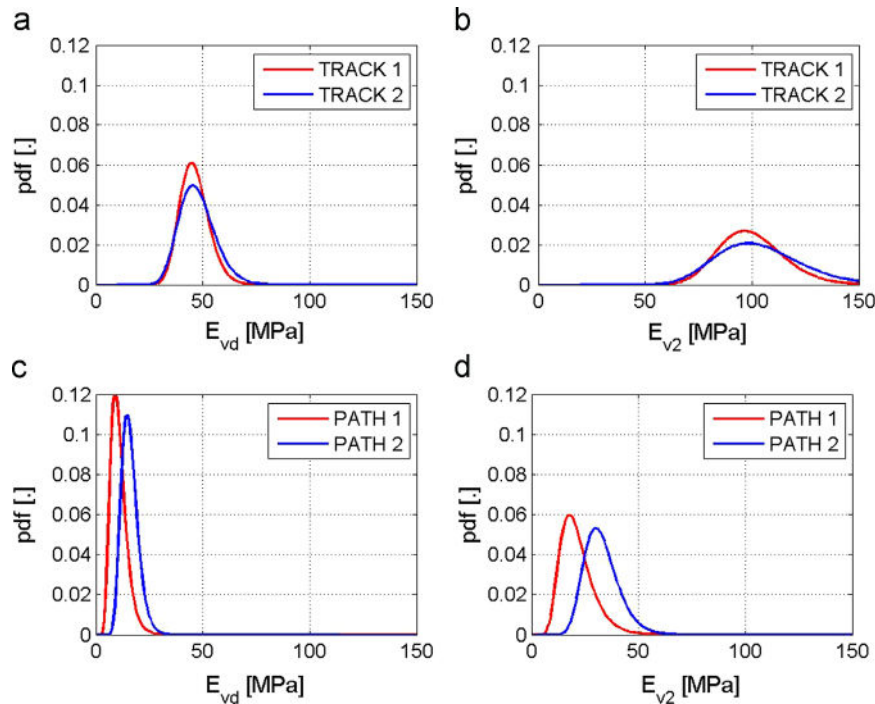 a
b
0.12
0.1
0.08
0.06
0.04
0.02
0
pdf [.]
TRACK 1
TRACK 2
0
50
100
150
E_vd [MPa]
0.12
0.1
0.08
0.06
0.04
0.02
0
pdf [.]
TRACK 1
TRACK 2
0
50
100
150
E_v2 [MPa]
c
d
0.12
0.1
0.08
0.06
0.04
0.02
0
pdf [.]
PATH 1
PATH 2
0
50
100
150
E_vd [MPa]
0.12
0.1
0.08
0.06
0.04
0.02
0
pdf [.]
PATH 1
PATH 2
0
50
100
150
E_v2 [MPa]